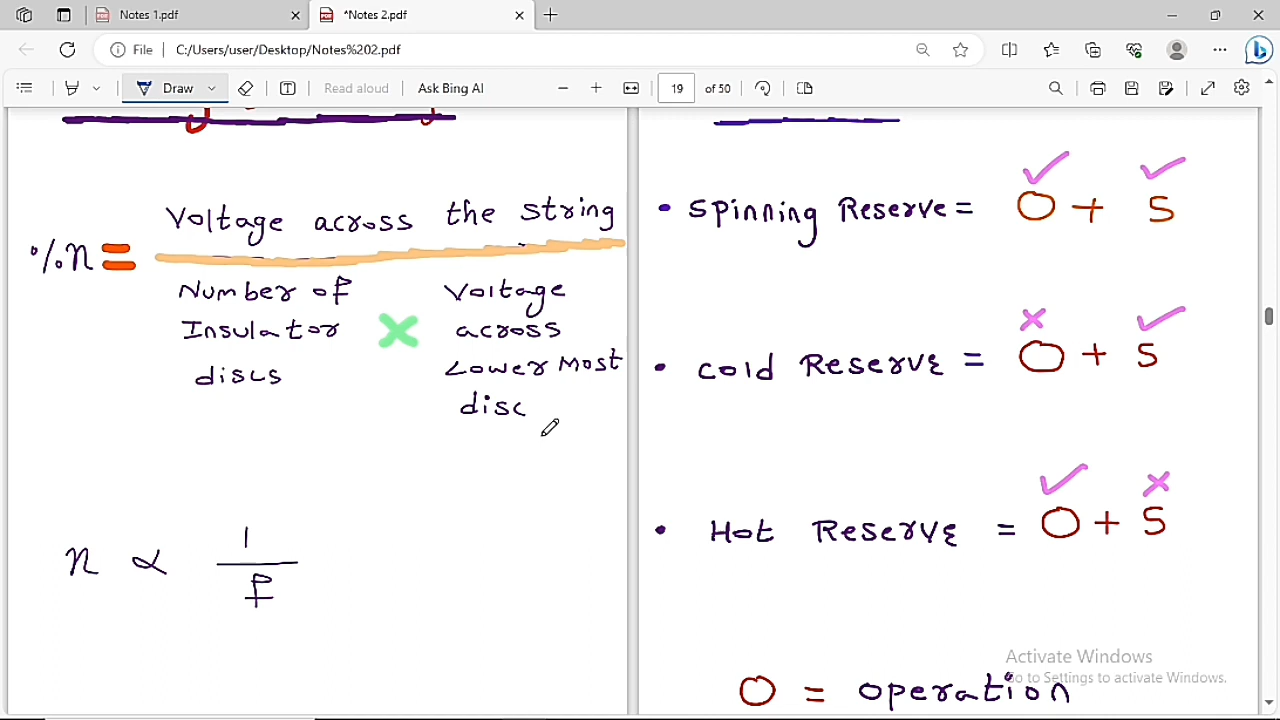 Notes 1.pdf
*Notes 2.pdf
File C:/Users/user/Desktop/Notes%202.pdf
Draw
Read aloud
Ask Bing AI
19 of 50
%η = Voltage across the string
Number of Insulator discs × Voltage across Lower Most disc
η ∝ 1
f
• Spinning Reserve = O + S
• Cold Reserve = O + S
• Hot Reserve = O + S
O = operation
Activate Windows
Go to Settings to activate Windows.